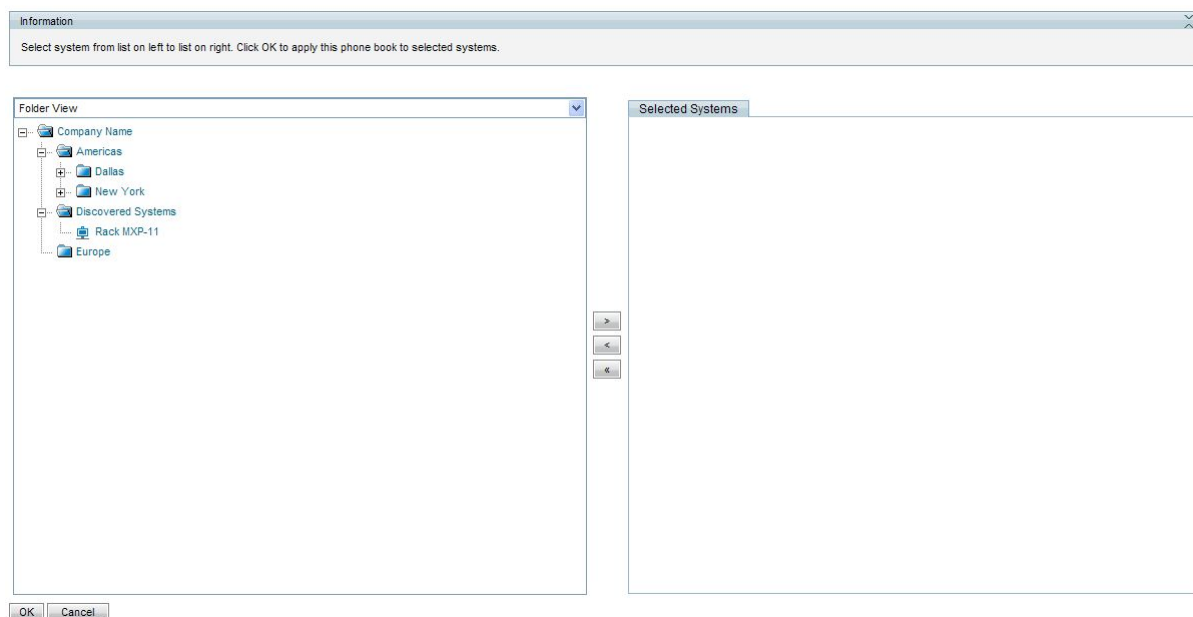 Information
Select system from list on left to list on right. Click OK to apply this phone book to selected systems.
Folder View
Company Name
Americas
Dallas
New York
Discovered Systems
Rack MXP-11
Europe
>
<
«
Selected Systems
OK Cancel